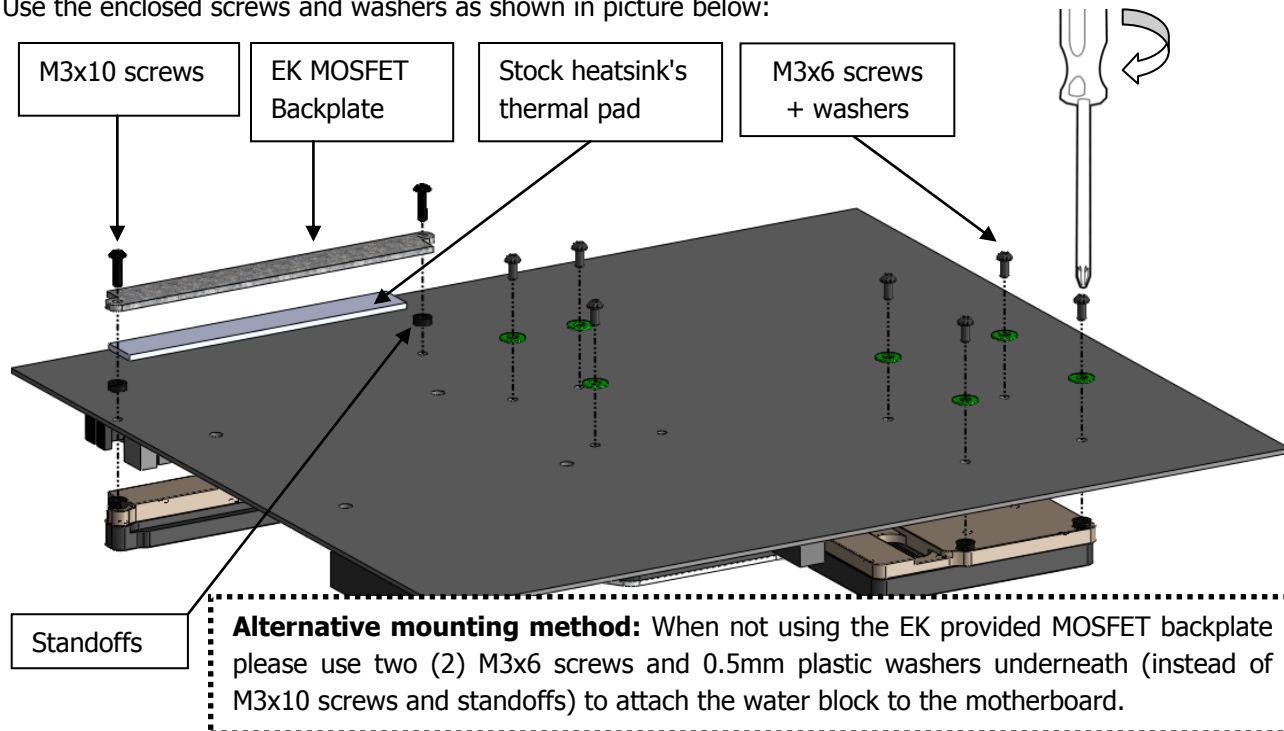 Use the enclosed screws and washers as shown in picture below:
M3x10 screws
EK MOSFET
Backplate
Stock heatsink's
thermal pad
M3x6 screws
+ washers
Standoffs
Alternative mounting method: When not using the EK provided MOSFET backplate
please use two (2) M3x6 screws and 0.5mm plastic washers underneath (instead of
M3x10 screws and standoffs) to attach the water block to the motherboard.